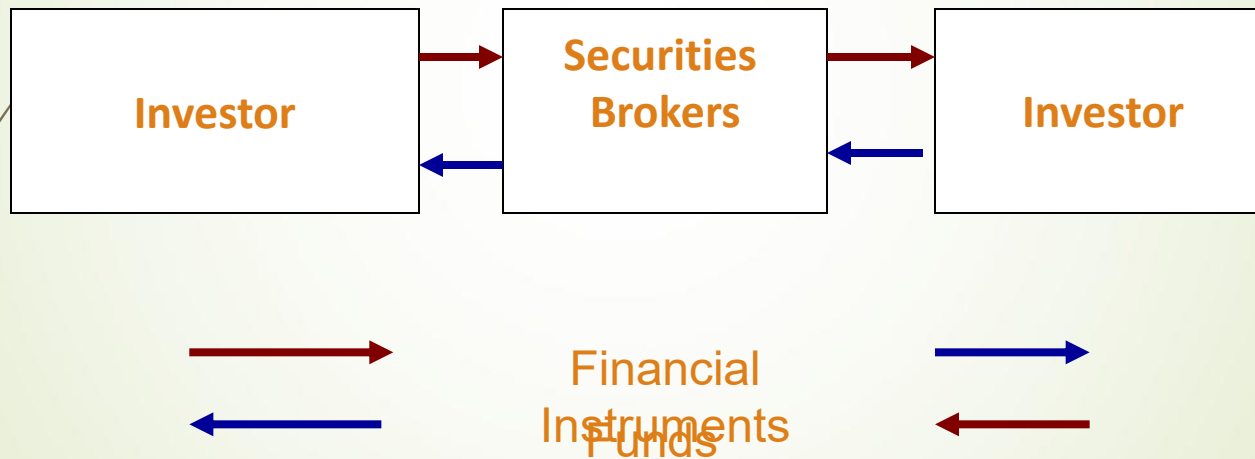 Investor
Securities
Brokers
Investor
Financial
Instruments
Funds